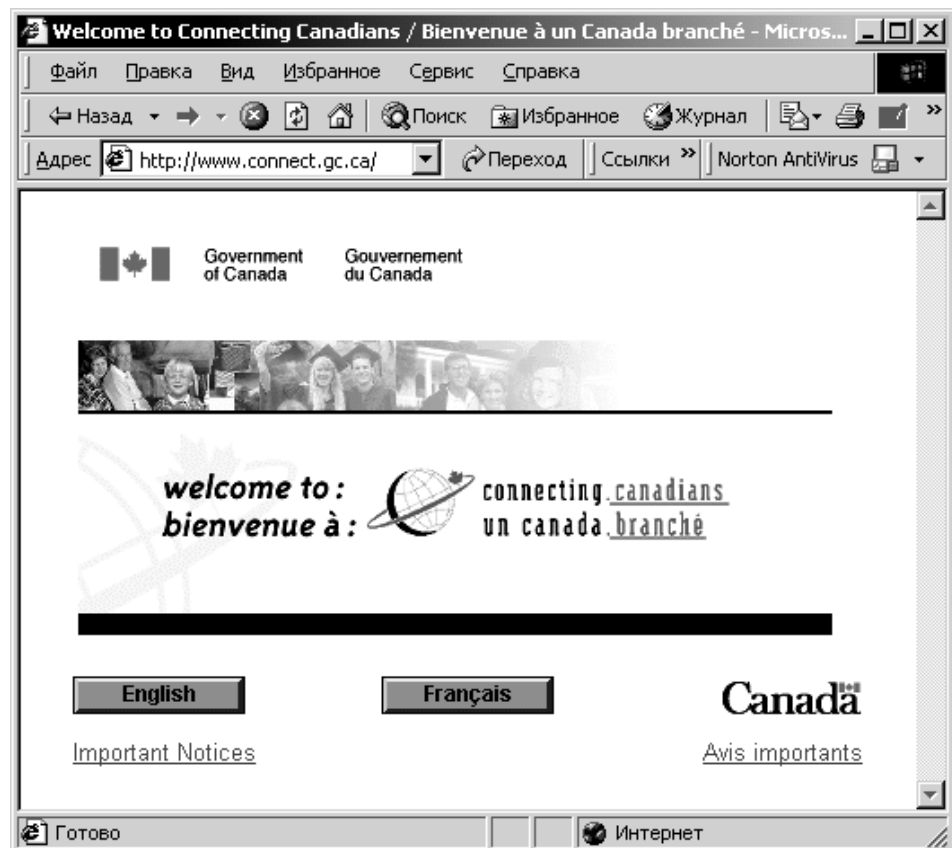 Welcome to Connecting Canadians / Bienvenue à un Canada branché - Micros...
Файл Правка Вид Избранное Сервис Справка
Назад Поиск Избранное Журнал »
Адрес http://www.connect.gc.ca/ Переход Ссылки » Norton AntiVirus
Government Gouvernement
of Canada du Canada
welcome to : connecting.canadians
bienvenue à : un canada.branché
English Français Canada
Important Notices Avis importants
Готово Интернет